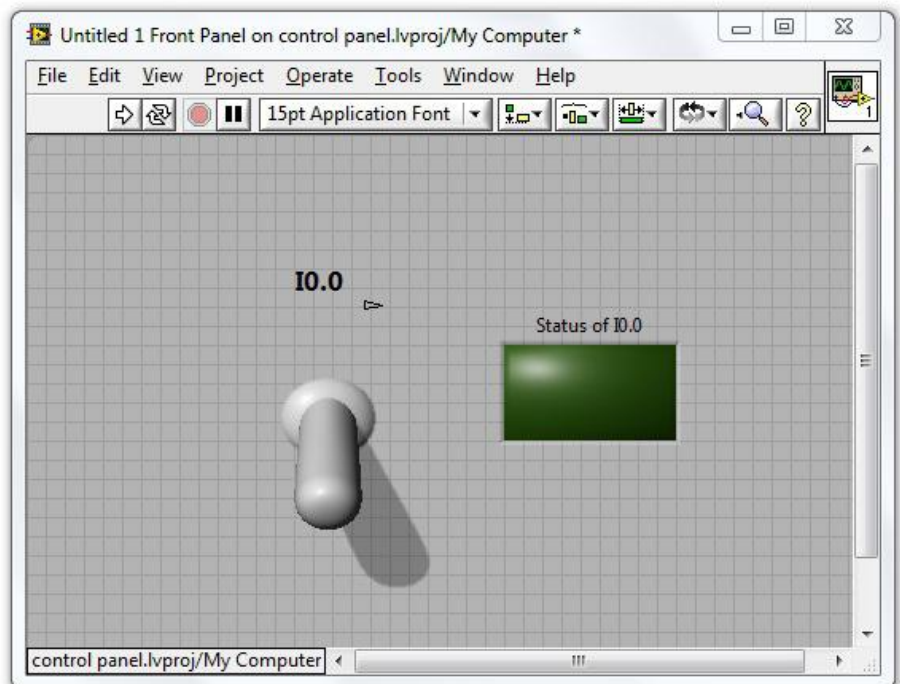 Untitled 1 Front Panel on control panel.lvproj/My Computer *
File Edit View Project Operate Tools Window Help
15pt Application Font
?
1
I0.0
Status of I0.0
control panel.lvproj/My Computer